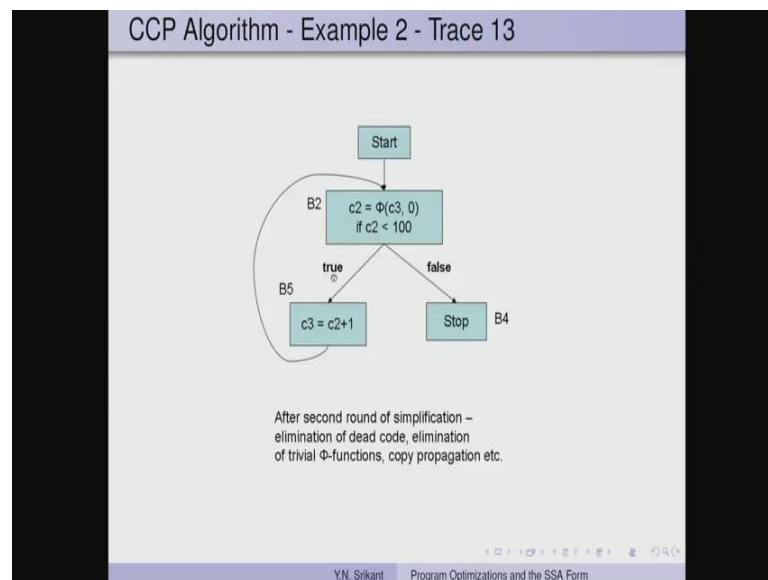 CCP Algorithm - Example 2 - Trace 13
Start
B2
c2 = Φ(c3, 0)
if c2 < 100
true
false
B5
c3 = c2+1
Stop
B4
After second round of simplification –
elimination of dead code, elimination
of trivial Φ-functions, copy propagation etc.
Y.N. Srikant Program Optimizations and the SSA Form